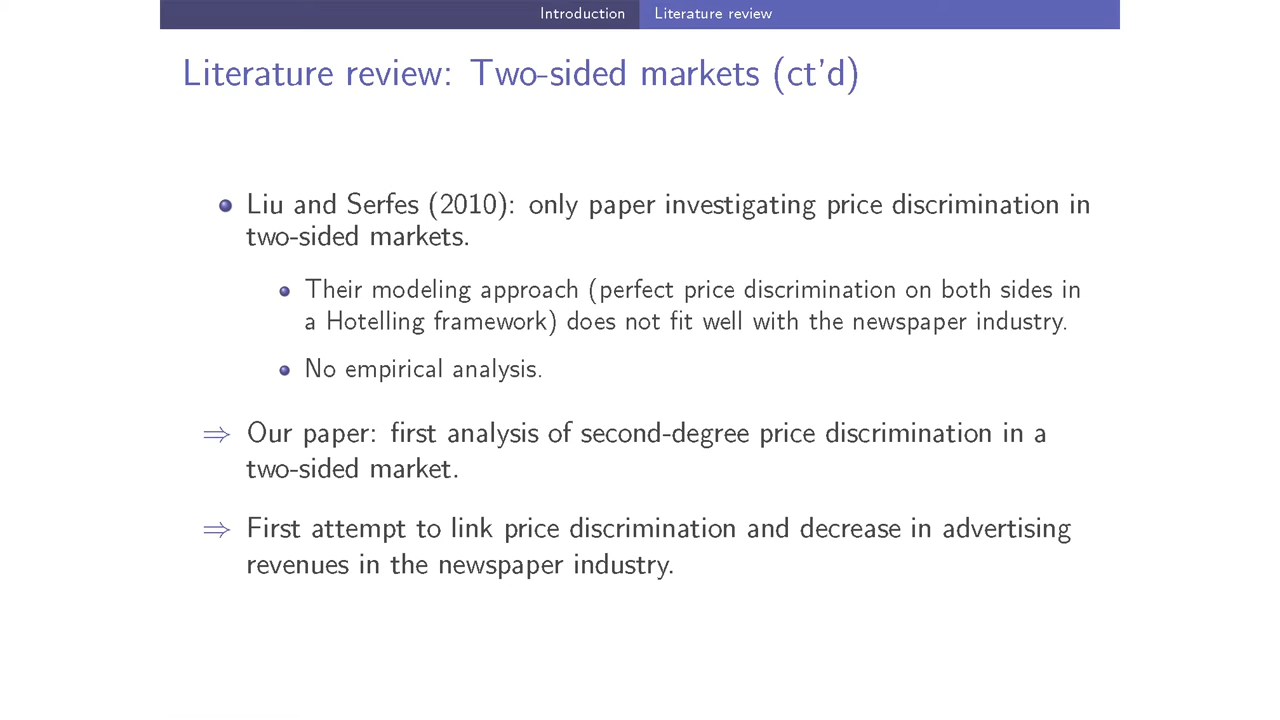 Introduction
Literature review
Literature review: Two-sided markets (ct'd)
Liu and Serfes (2010): only paper investigating price discrimination in
two-sided markets.
Their modeling approach (perfect price discrimination on both sides in
a Hotelling framework) does not fit well with the newspaper industry.
No empirical analysis.
⇒ Our paper: first analysis of second-degree price discrimination in a
two-sided market.
⇒ First attempt to link price discrimination and decrease in advertising
revenues in the newspaper industry.